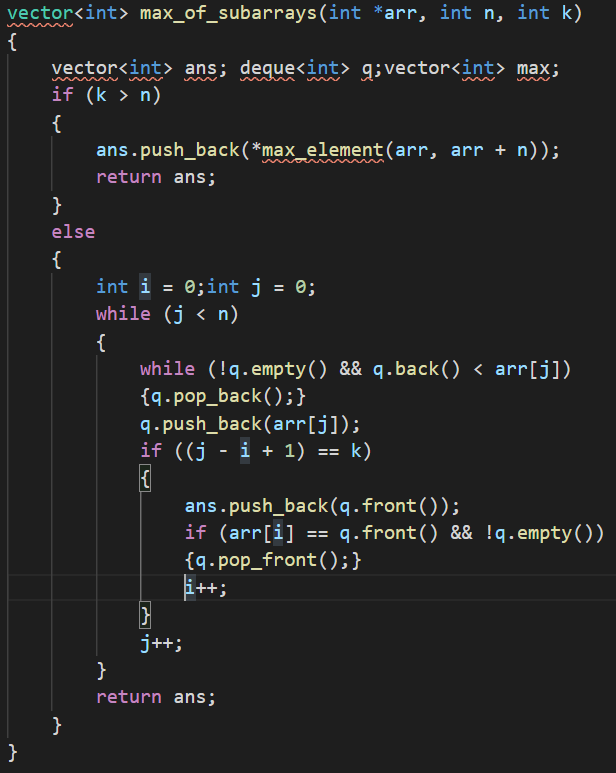 vector<int> max_of_subarrays(int *arr, int n, int k)
{
    vector<int> ans; deque<int> q;vector<int> max;
    if (k > n)
    {
        ans.push_back(*max_element(arr, arr + n));
        return ans;
    }
    else
    {
        int i = 0;int j = 0;
        while (j < n)
        {
            while (!q.empty() && q.back() < arr[j])
            {q.pop_back();}
            q.push_back(arr[j]);
            if ((j - i + 1) == k)
            {
                ans.push_back(q.front());
                if (arr[i] == q.front() && !q.empty())
                {q.pop_front();}
                i++;
            }
            j++;
        }
        return ans;
    }
}